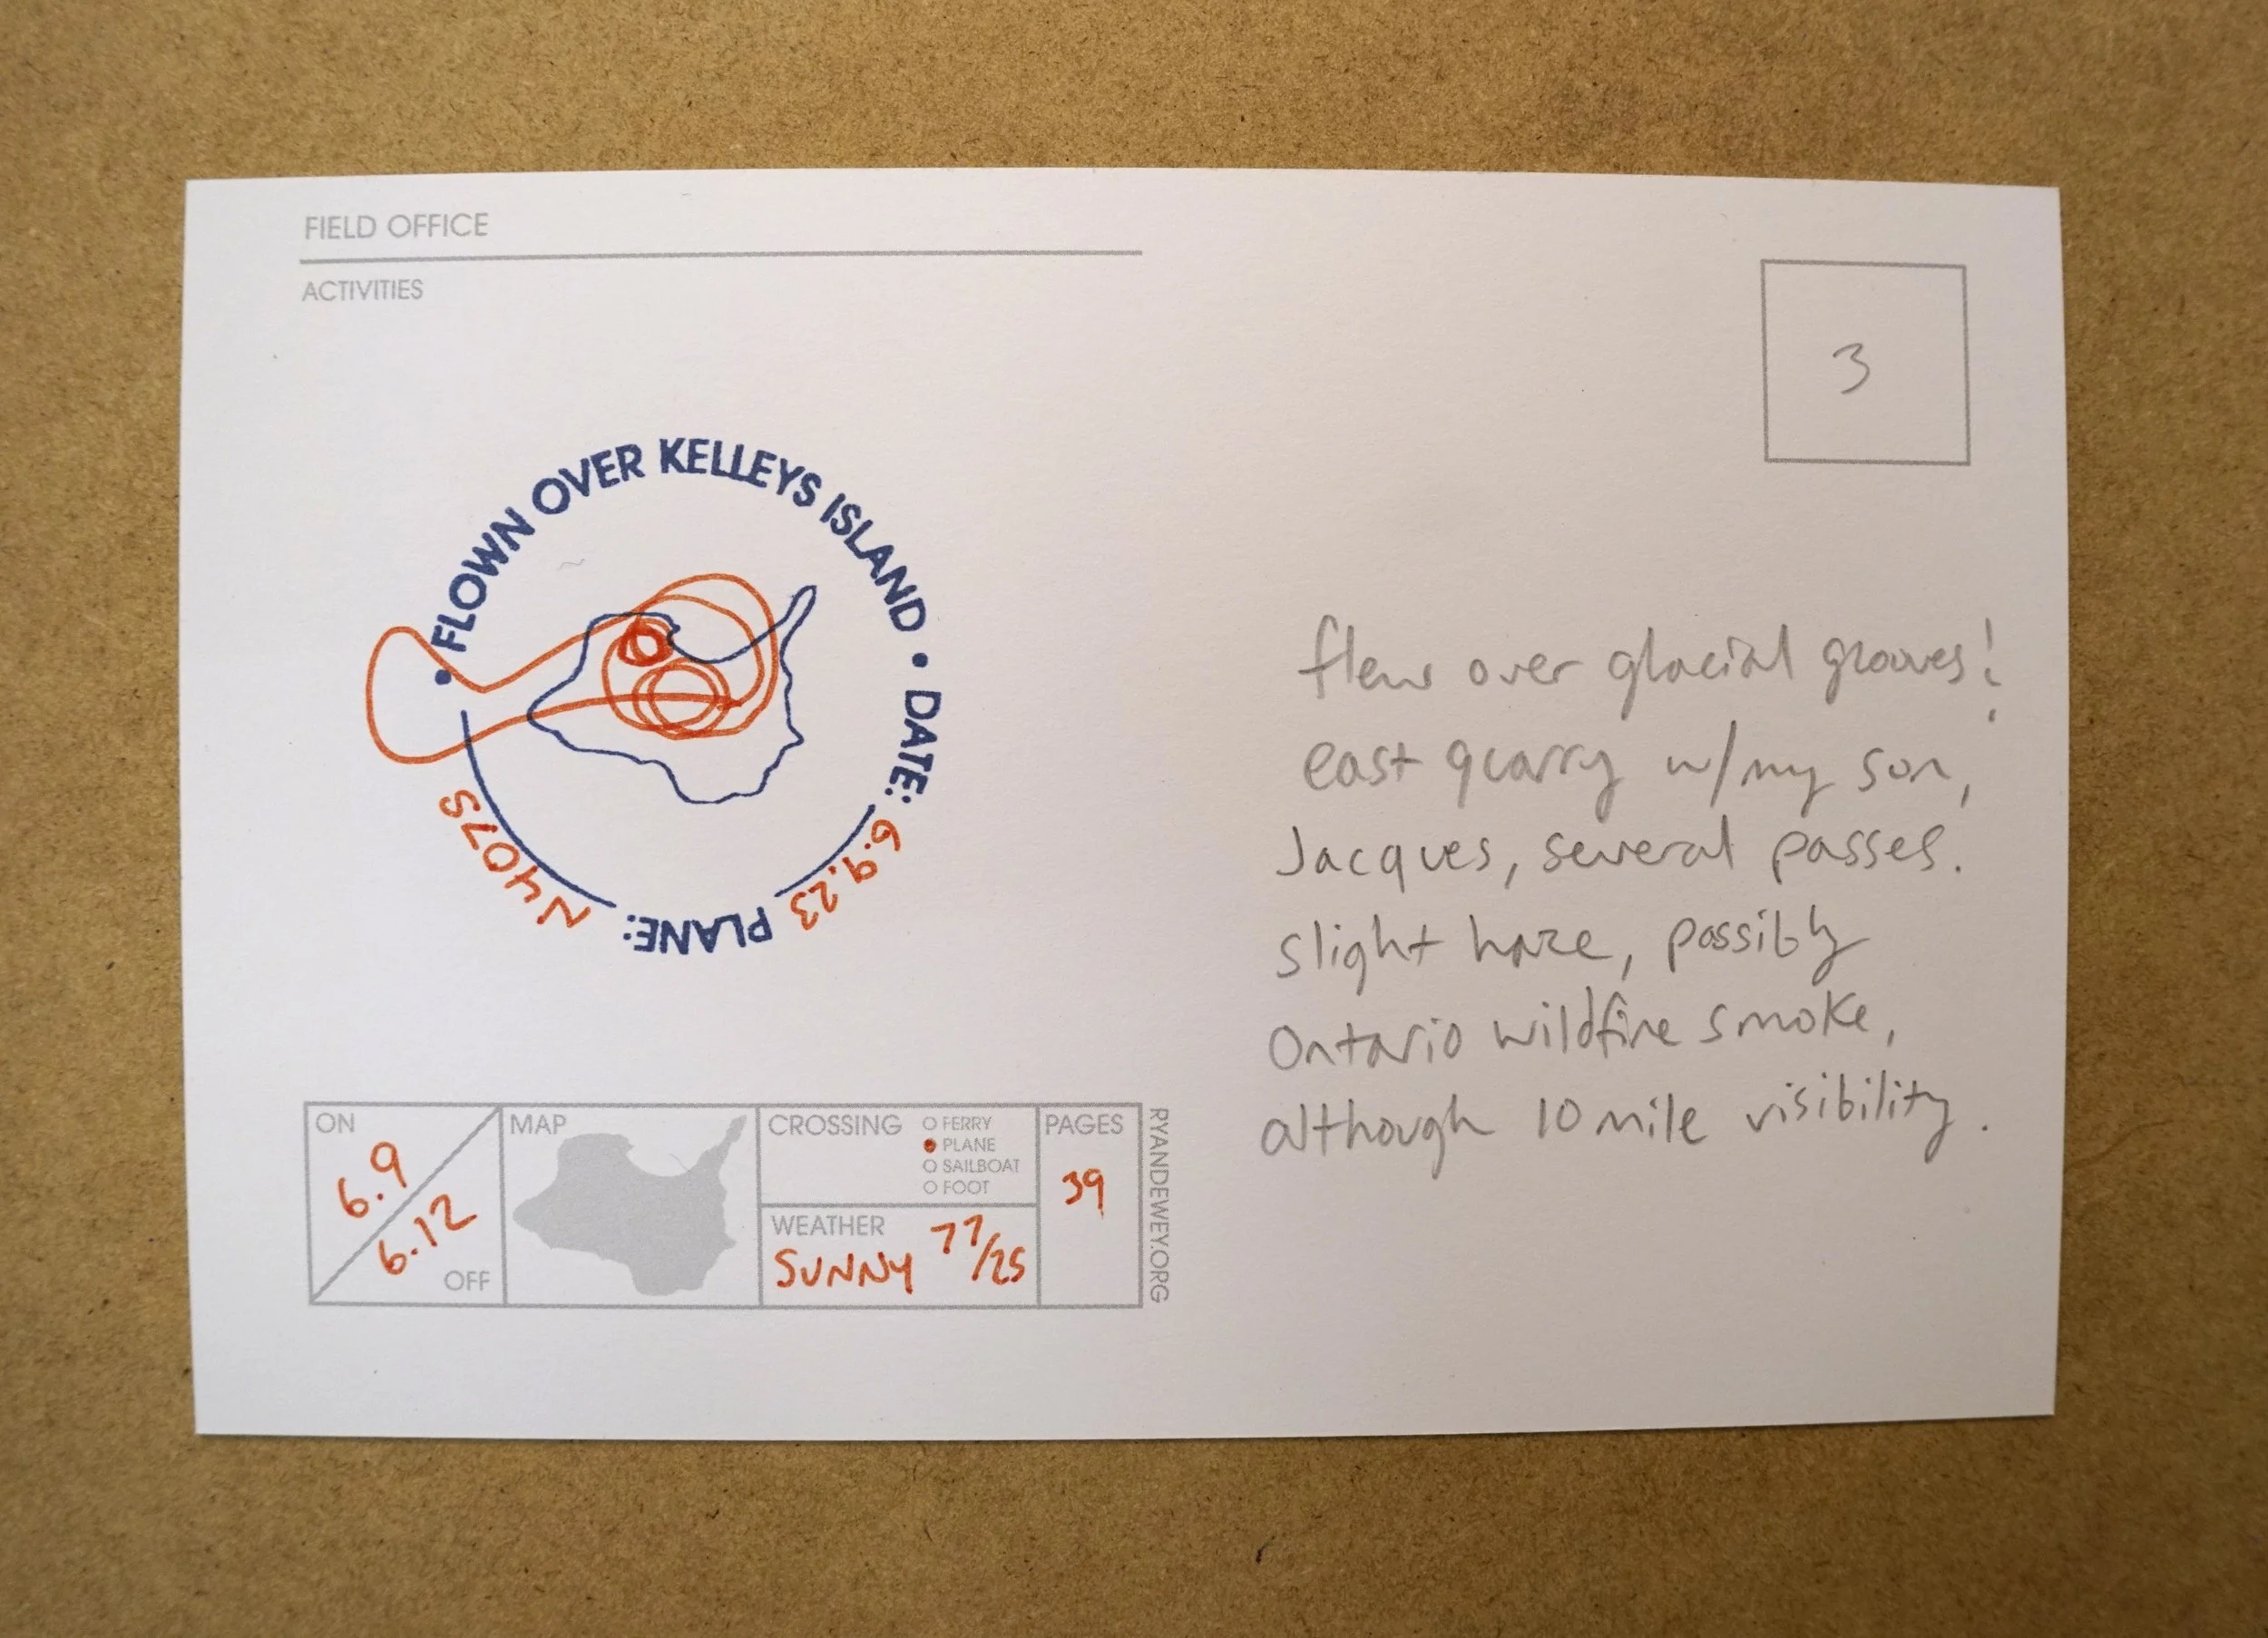 FIELD OFFICE
ACTIVITIES
3
• FLOWN OVER KELLEYS ISLAND • DATE: 6.9.23 PLANE: N4075
flew over glacial grooves!
east quarry w/my son,
Jacques, several passes.
slight haze, possibly
Ontario wildfire smoke,
although 10 mile visibility.
ON
6.9
6.12
OFF
MAP
CROSSING
FERRY
PLANE
SAILBOAT
FOOT
WEATHER
SUNNY 77/25
PAGES
39
RYANDEWEY.ORG